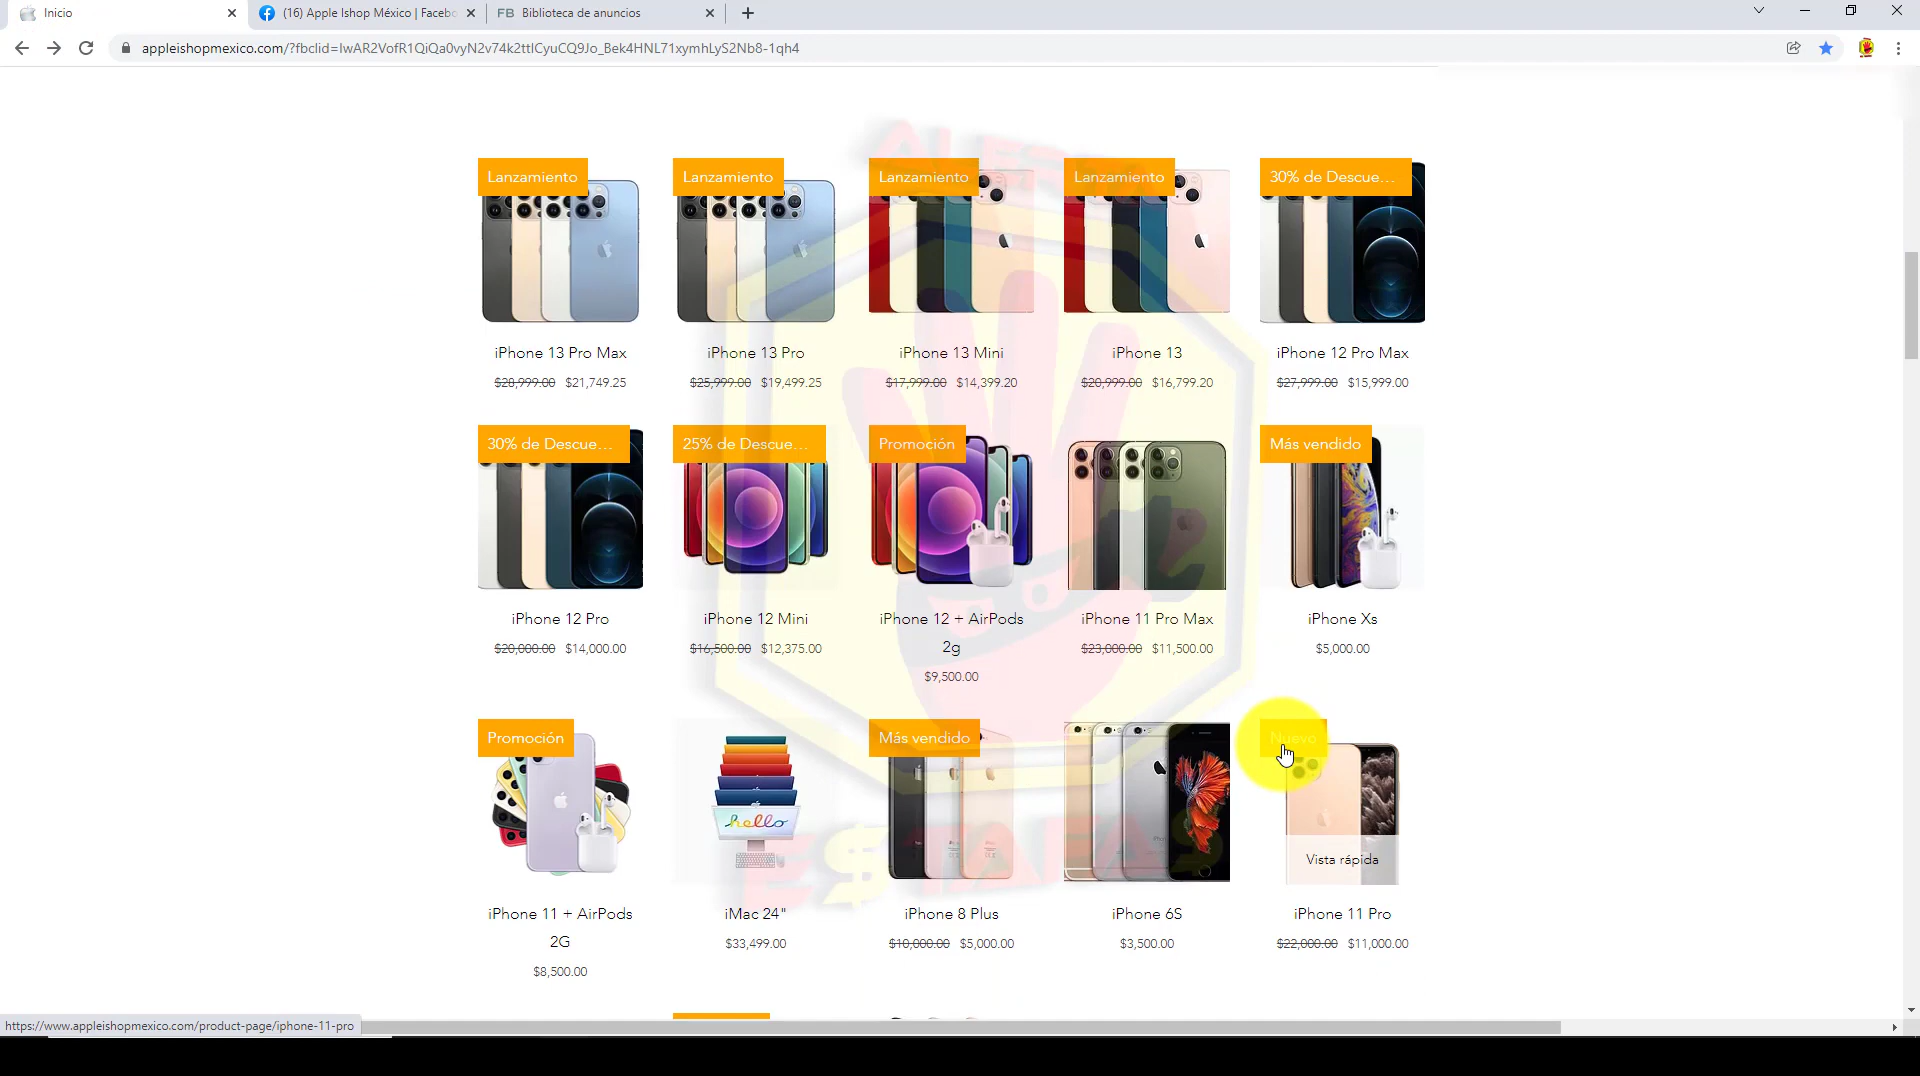 Inicio
(16) Apple Ishop México | Facebo
FB Biblioteca de anuncios
appleishopmexico.com/?fbclid=IwAR2VofR1QiQa0vyN2v74k2ttICyuCQ9Jo_Bek4HNL71xymhLyS2Nb8-1qh4
ALERTA
Lanzamiento
Lanzamiento
Lanzamiento
Lanzamiento
30% de Descue...
iPhone 13 Pro Max
$28,999.00 $21,749.25
iPhone 13 Pro
$25,999.00 $19,499.25
iPhone 13 Mini
$17,999.00 $14,399.20
iPhone 13
$20,999.00 $16,799.20
iPhone 12 Pro Max
$27,999.00 $15,999.00
30% de Descue...
25% de Descue...
Promoción
Más vendido
iPhone 12 Pro
$20,000.00 $14,000.00
iPhone 12 Mini
$16,500.00 $12,375.00
iPhone 12 + AirPods
2g
$9,500.00
iPhone 11 Pro Max
$23,000.00 $11,500.00
iPhone Xs
$5,000.00
Promoción
Más vendido
Nuevo
hello
E$TAFAS
Vista rápida
iPhone 11 + AirPods
2G
$8,500.00
iMac 24"
$33,499.00
iPhone 8 Plus
$10,000.00 $5,000.00
iPhone 6S
$3,500.00
iPhone 11 Pro
$22,000.00 $11,000.00
https://www.appleishopmexico.com/product-page/iphone-11-pro